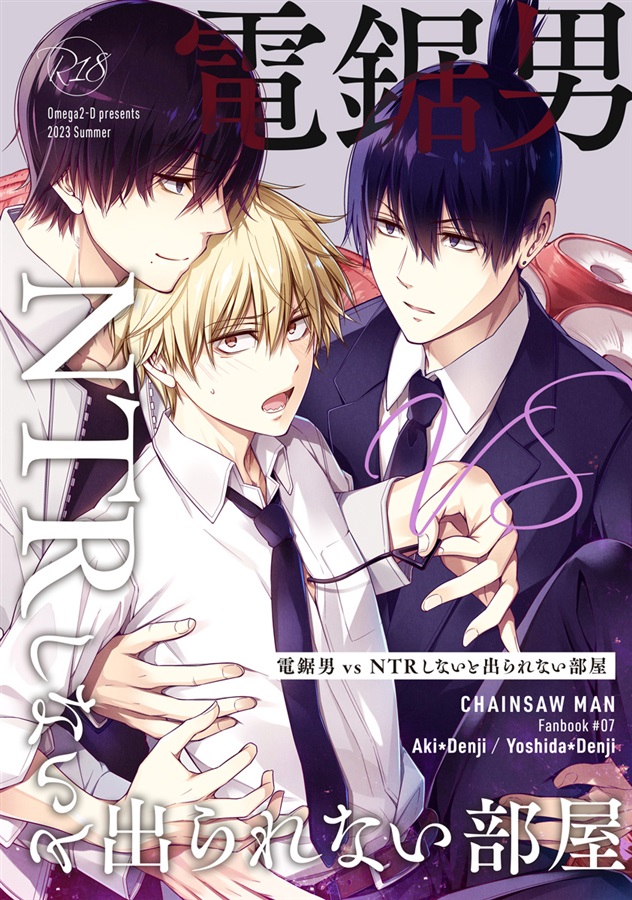 R18
Omega2-D presents
2023 Summer
電鋸男
VS
NTRしないと
出られない部屋
電鋸男 vs NTRしないと出られない部屋
CHAINSAW MAN
Fanbook #07
Aki*Denji / Yoshida*Denji